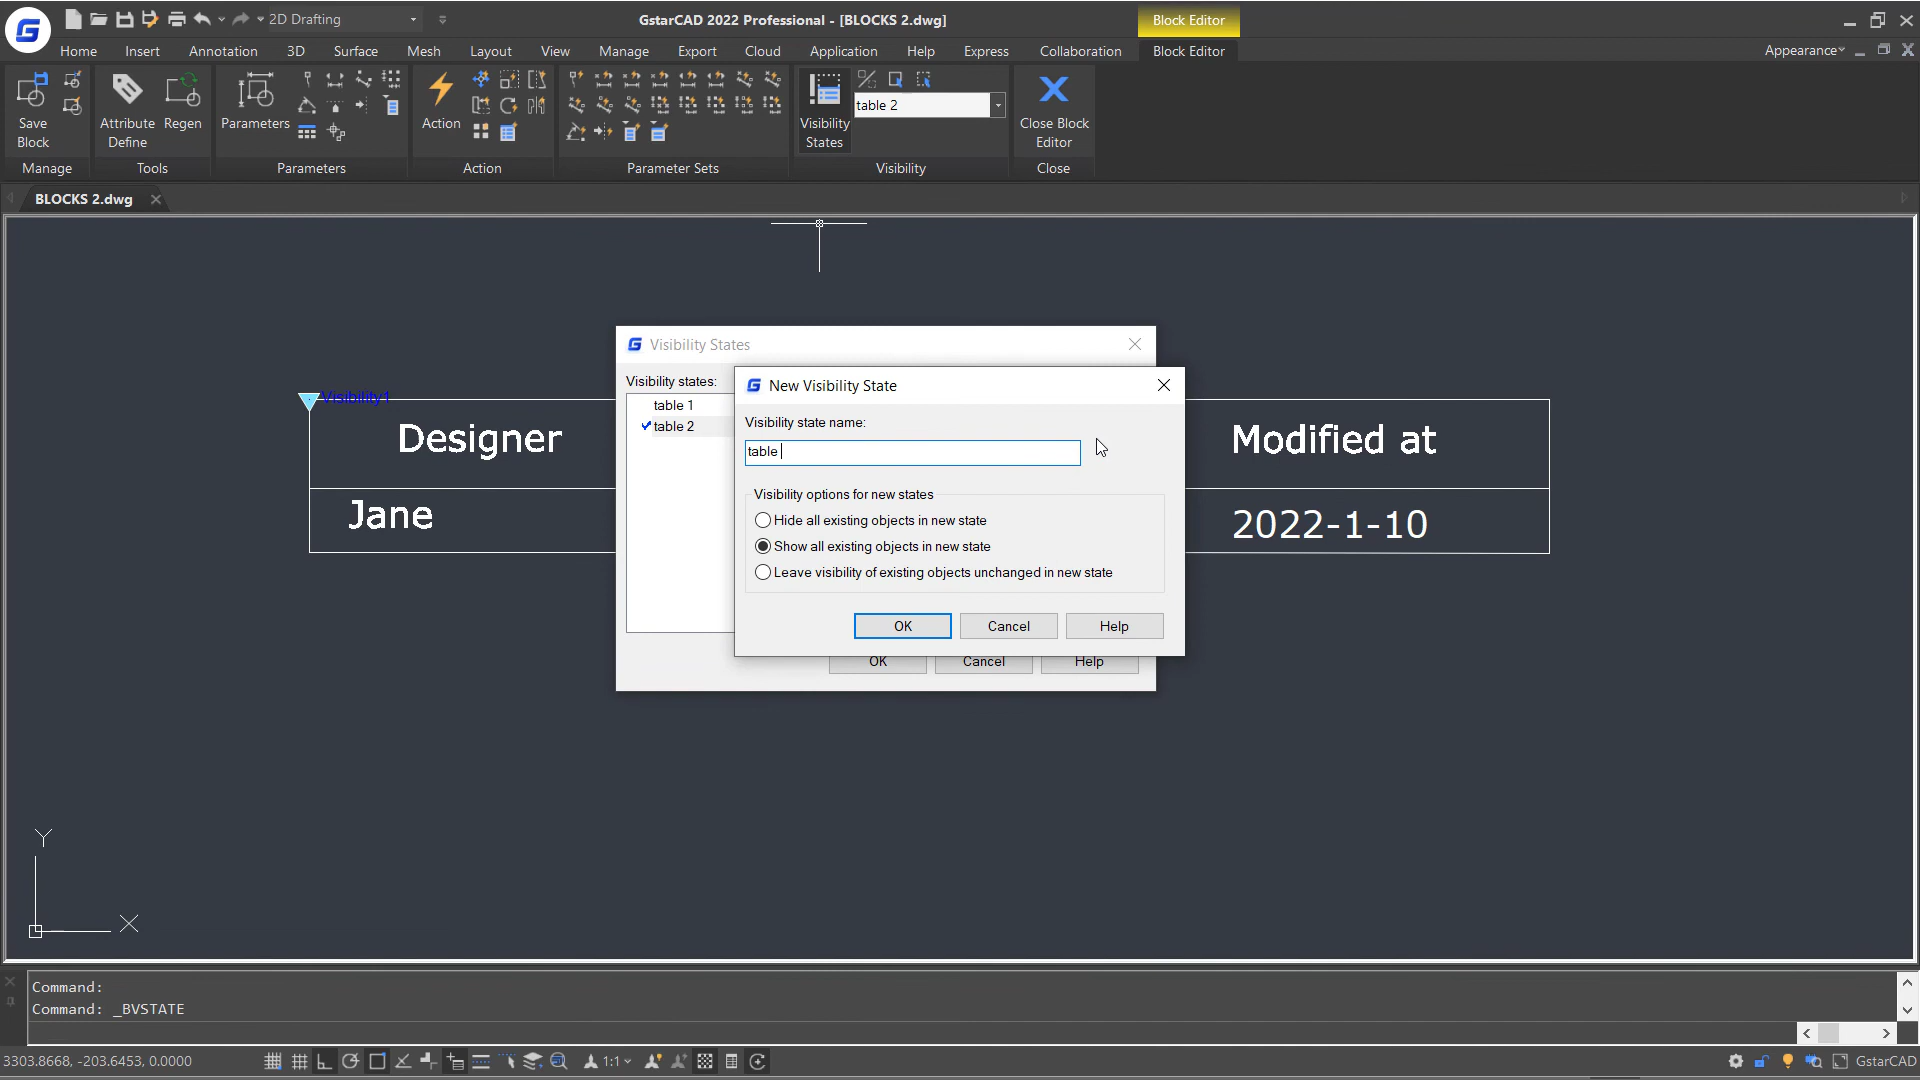 2D Drafting
GstarCAD 2022 Professional - [BLOCKS 2.dwg]
Block Editor
Home Insert Annotation 3D Surface Mesh Layout View Manage Export Cloud Application Help Express Collaboration Block Editor Appearance
table 2
Save Block
Attribute Define
Regen
Parameters
Action
Visibility States
Close Block Editor
Manage Tools Parameters Action Parameter Sets Visibility Close
BLOCKS 2.dwg
Visibility States
Visibility states:
table 1
table 2
New Visibility State
Visibility state name:
table
Visibility options for new states
Hide all existing objects in new state
Show all existing objects in new state
Leave visibility of existing objects unchanged in new state
OK Cancel Help
OK Cancel Help
Visibility1
Designer Modified at
Jane 2022-1-10
Y
X
Command:
Command: _BVSTATE
3303.8668, -203.6453, 0.0000
1:1
GstarCAD